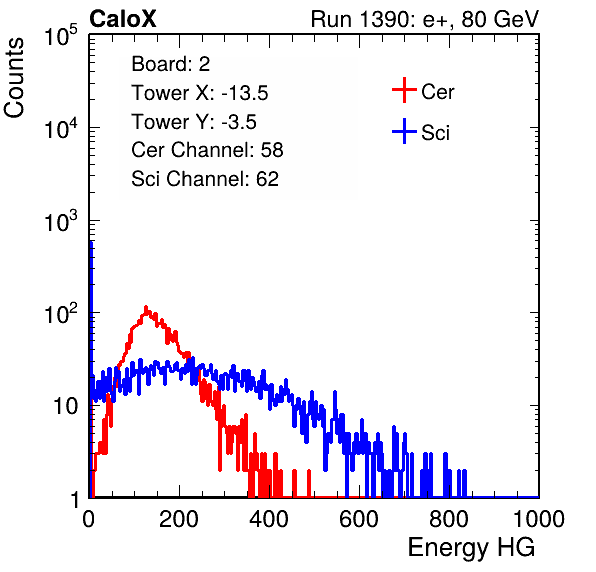 CaloX Run 1390: e+, 80 GeV
Counts
10^5
10^4
10^3
10^2
10
1
Board: 2
Tower X: -13.5
Tower Y: -3.5
Cer Channel: 58
Sci Channel: 62
Cer
Sci
0 200 400 600 800 1000
Energy HG